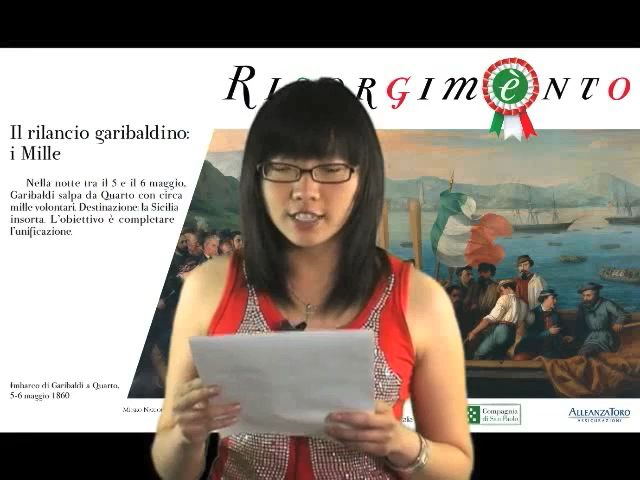 RISORGIMèNTO
Il rilancio garibaldino:
i Mille
Nella notte tra il 5 e il 6 maggio,
Garibaldi salpa da Quarto con circa
mille volontari. Destinazione: la Sicilia
insorta. L'obiettivo è completare
l'unificazione.
Imbarco di Garibaldi a Quarto,
5-6 maggio 1860
Compagnia
di San Paolo
ALLEANZATORO
ASSICURAZIONI